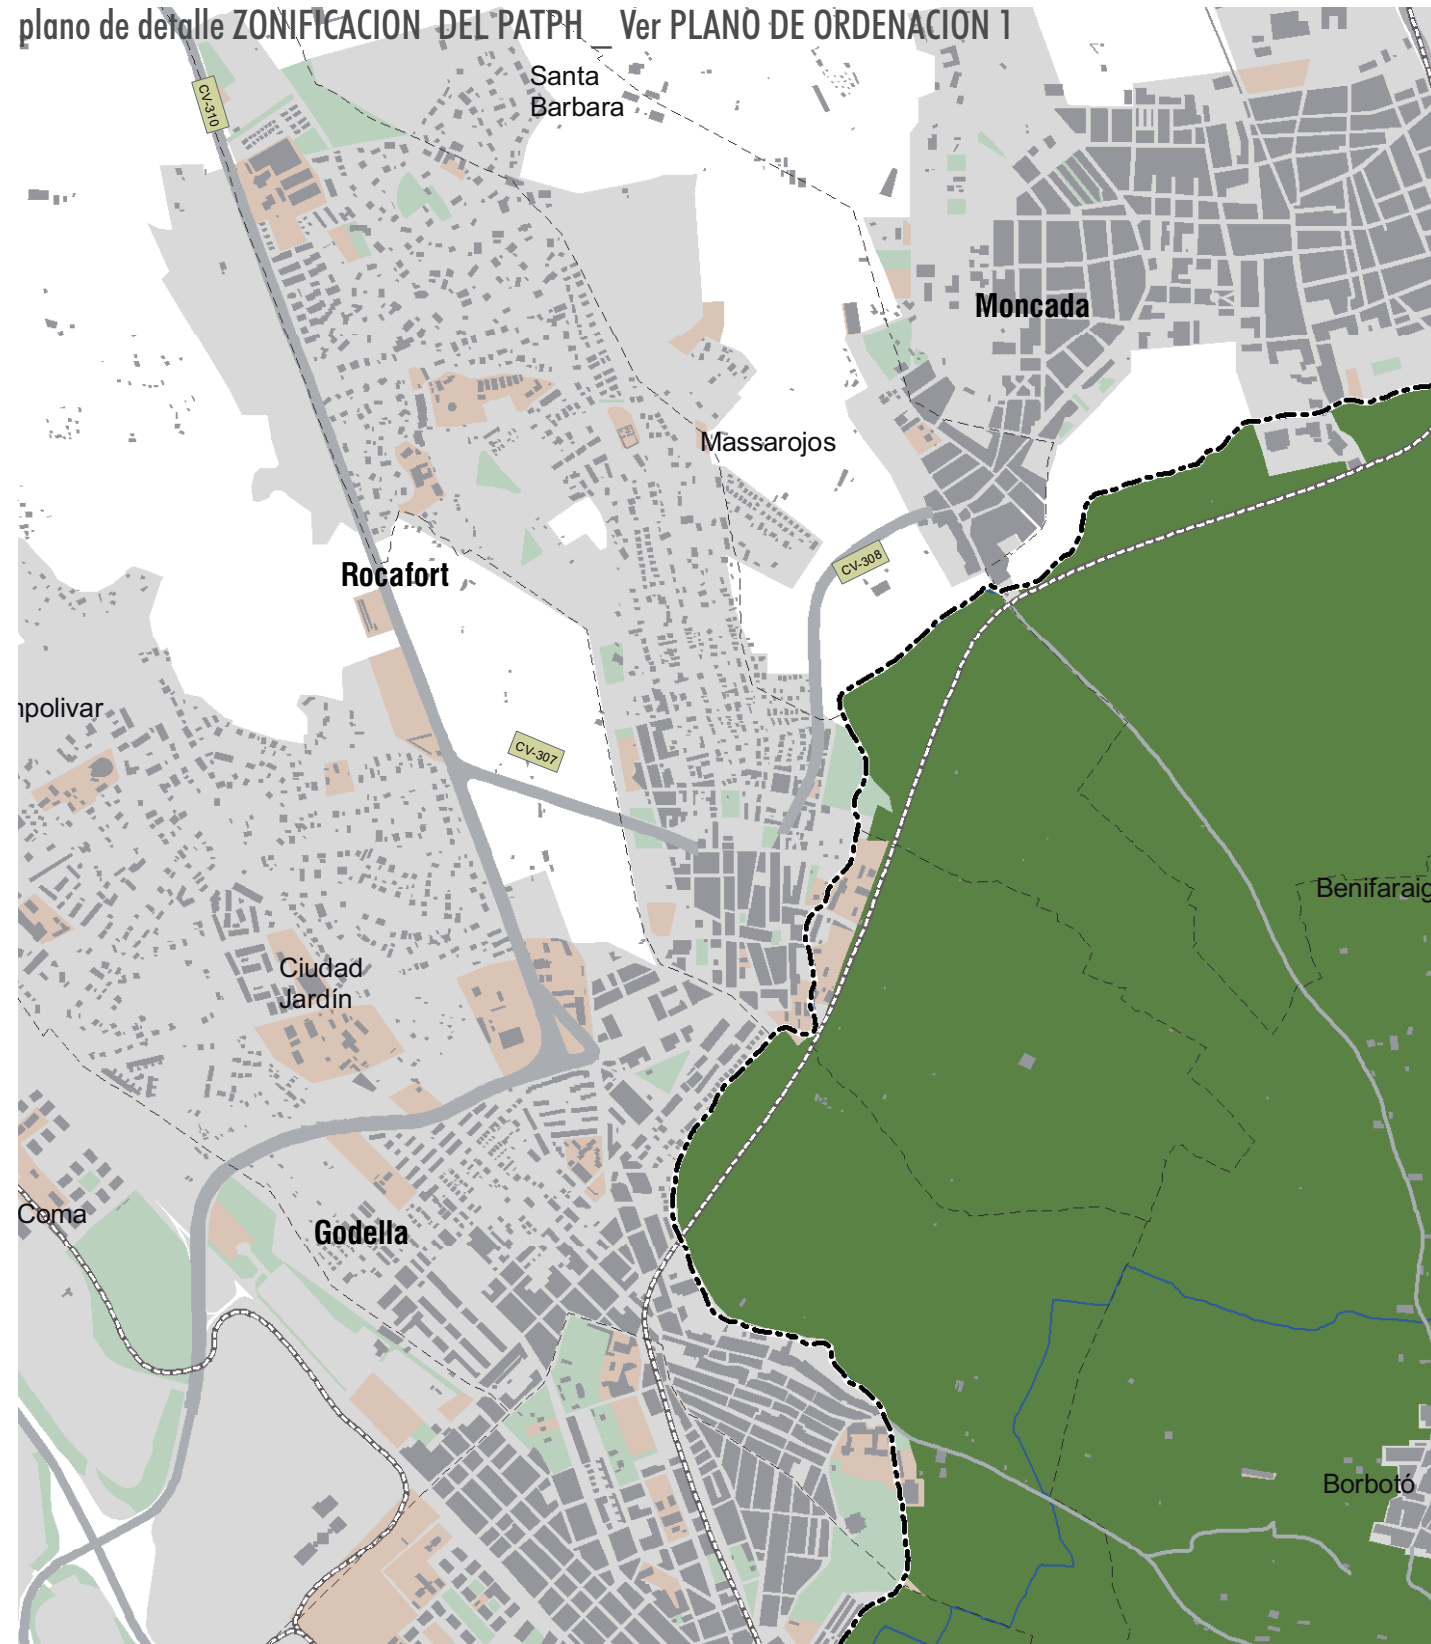 plano de detalle ZONIFICACION DEL PATPH _ Ver PLANO DE ORDENACION 1
Santa
Barbara
CV-310
Moncada
Massarojos
CV-308
Rocafort
npolivar
CV-307
Benifaraig
Ciudad
Jardín
Coma
Godella
Borbotó